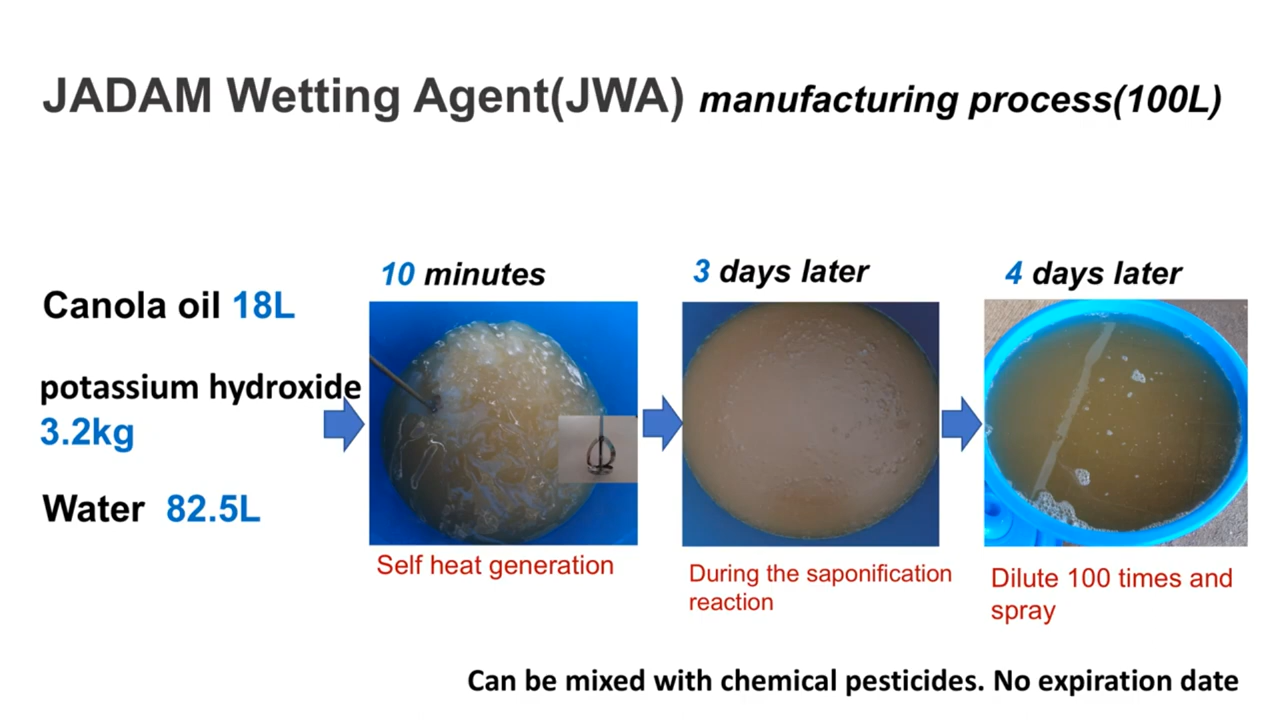 JADAM Wetting Agent(JWA) manufacturing process(100L)
Canola oil 18L
potassium hydroxide
3.2kg
Water 82.5L
10 minutes
Self heat generation
3 days later
During the saponification
reaction
4 days later
Dilute 100 times and
spray
Can be mixed with chemical pesticides. No expiration date